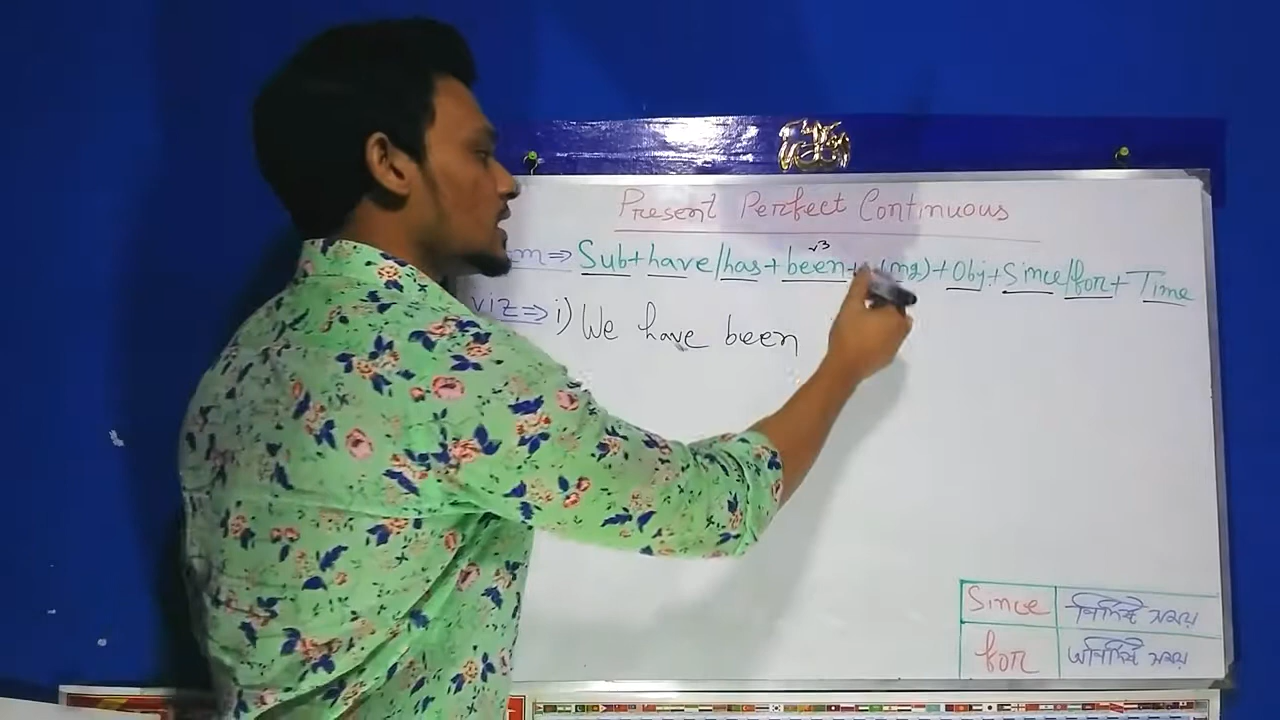 Present Perfect Continuous
v3
m⇒ Sub+have/has+been+ (ing)+Obj+Since/for+Time
viz⇒ i) We have been
Since নির্দিষ্ট সময়
for অনির্দিষ্ট সময়